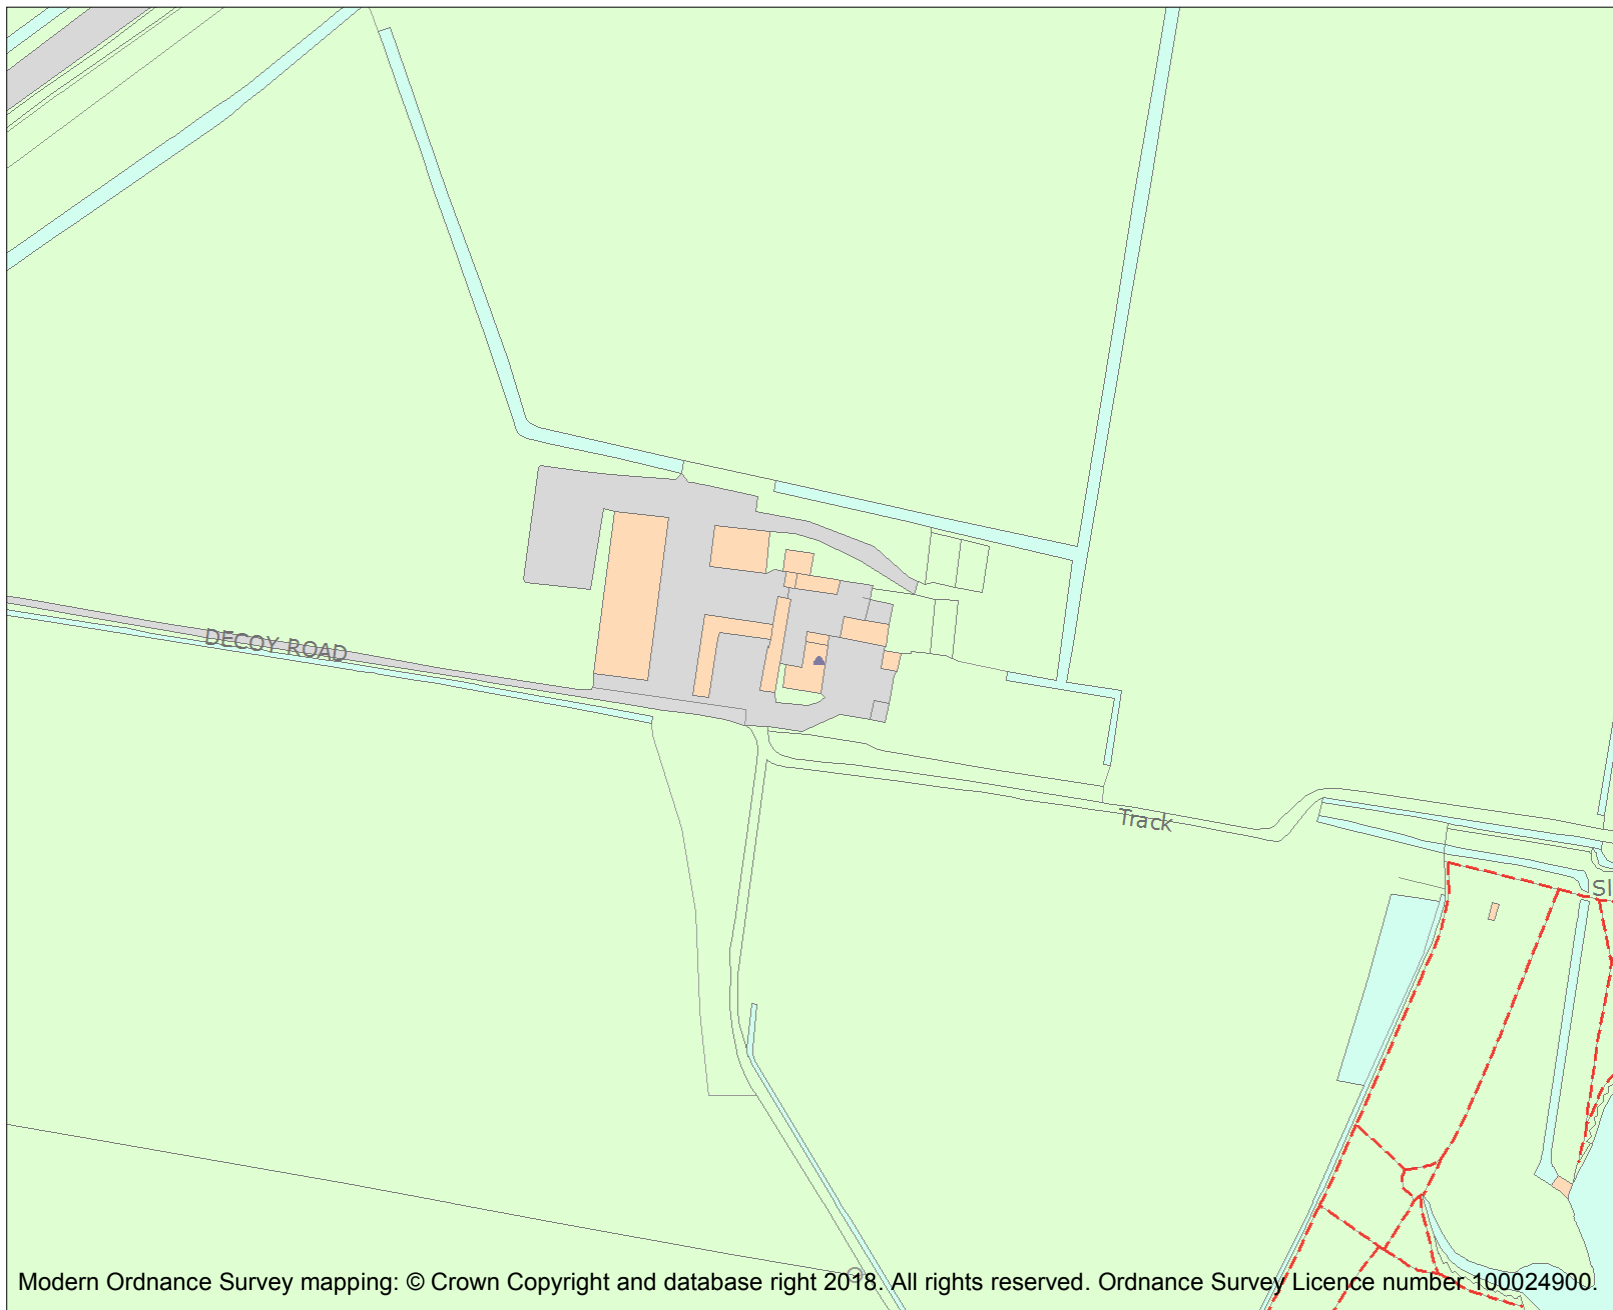 DECOY ROAD
Track
Sl
Modern Ordnance Survey mapping: © Crown Copyright and database right 2018. All rights reserved. Ordnance Survey Licence number 100024900.